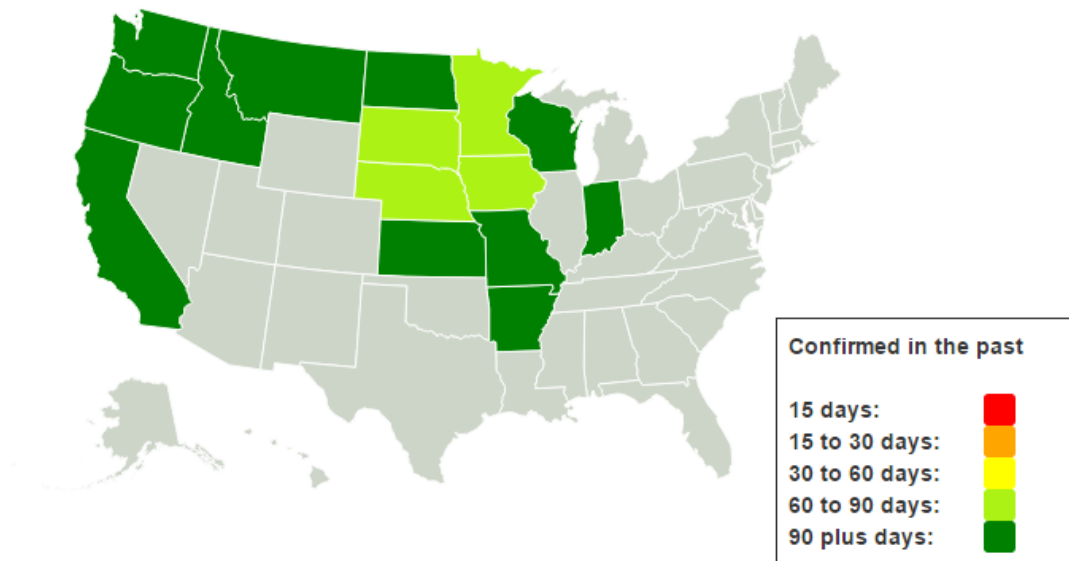 Confirmed in the past
15 days:
15 to 30 days:
30 to 60 days:
60 to 90 days:
90 plus days: